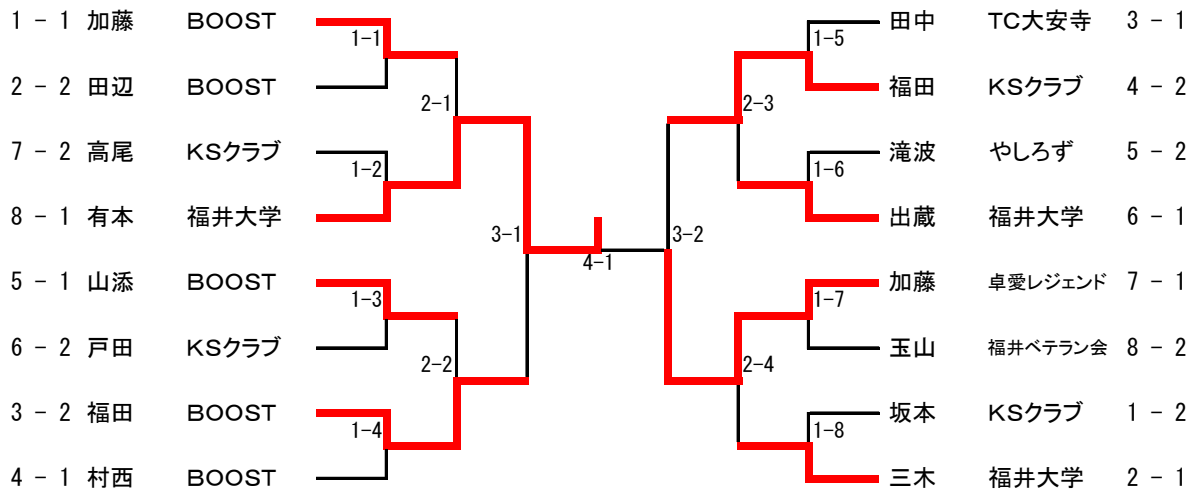 1 - 1 加藤 BOOST
2 - 2 田辺 BOOST
7 - 2 高尾 KSクラブ
8 - 1 有本 福井大学
5 - 1 山添 BOOST
6 - 2 戸田 KSクラブ
3 - 2 福田 BOOST
4 - 1 村西 BOOST
1-1
1-2
1-3
1-4
2-1
2-2
3-1
4-1
3-2
2-3
2-4
1-5
1-6
1-7
1-8
田中 TC大安寺 3 - 1
福田 KSクラブ 4 - 2
滝波 やしろず 5 - 2
出蔵 福井大学 6 - 1
加藤 卓愛レジェンド 7 - 1
玉山 福井ベテラン会 8 - 2
坂本 KSクラブ 1 - 2
三木 福井大学 2 - 1